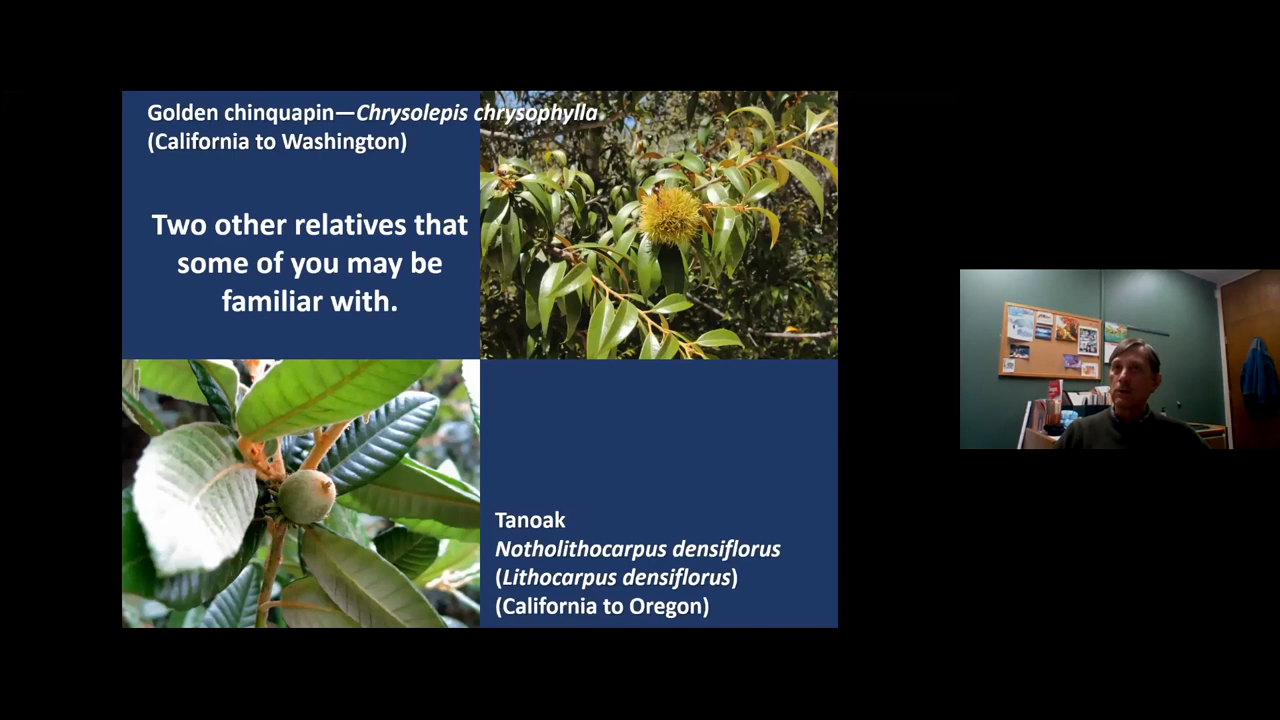 Golden chinquapin—Chrysolepis chrysophylla
(California to Washington)
Two other relatives that
some of you may be
familiar with.
Tanoak
Notholithocarpus densiflorus
(Lithocarpus densiflorus)
(California to Oregon)